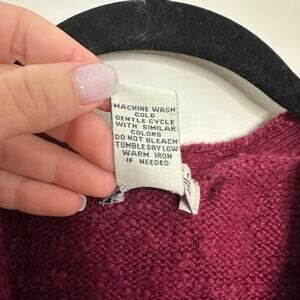 MACHINE WASH
COLD
GENTLE CYCLE
WITH SIMILAR
COLORS
DO NOT BLEACH
TUMBLE DRY LOW
WARM IRON
IF NEEDED